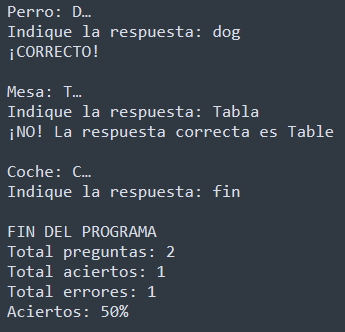 Perro: D…
Indique la respuesta: dog
¡CORRECTO!
Mesa: T…
Indique la respuesta: Tabla
¡NO! La respuesta correcta es Table
Coche: C…
Indique la respuesta: fin
FIN DEL PROGRAMA
Total preguntas: 2
Total aciertos: 1
Total errores: 1
Aciertos: 50%